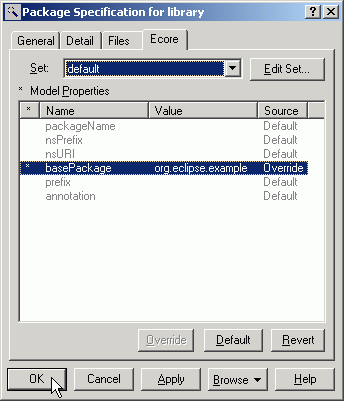 Package Specification for library
General Detail Files Ecore
Set: default Edit Set...
* Model Properties
* Name Value Source
packageName Default
nsPrefix Default
nsURI Default
* basePackage org.eclipse.example Override
prefix Default
annotation Default
Override Default Revert
OK Cancel Apply Browse Help